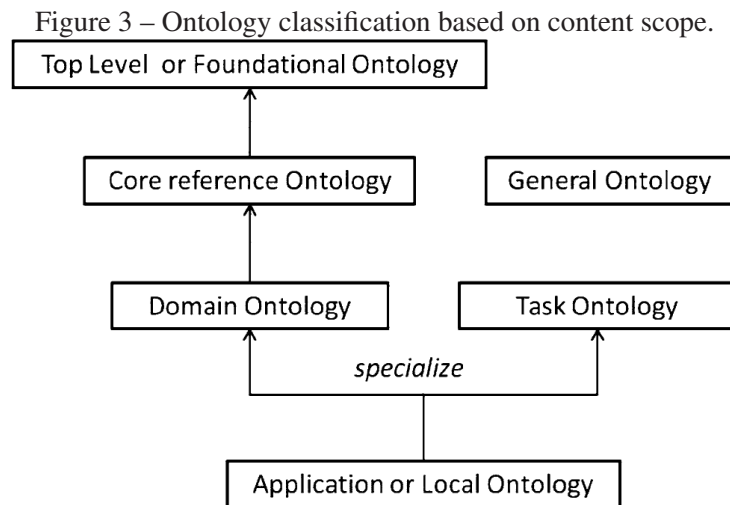 Figure 3 – Ontology classification based on content scope.
Top Level or Foundational Ontology
Core reference Ontology
General Ontology
Domain Ontology
Task Ontology
specialize
Application or Local Ontology